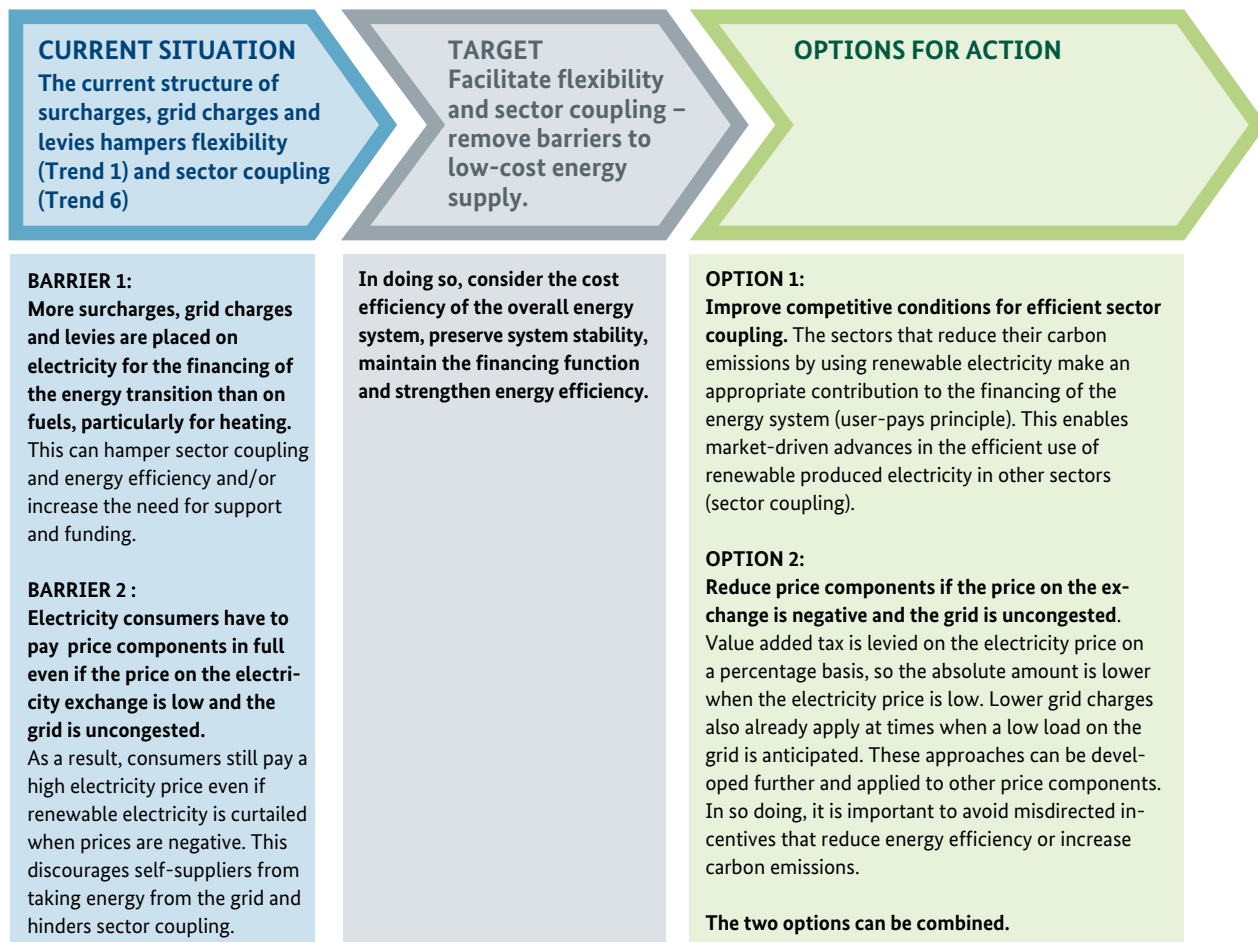 CURRENT SITUATION
The current structure of
surcharges, grid charges and
levies hampers flexibility
(Trend 1) and sector coupling
(Trend 6)
TARGET
Facilitate flexibility
and sector coupling –
remove barriers to
low-cost energy
supply.
OPTIONS FOR ACTION
BARRIER 1:
More surcharges, grid charges
and levies are placed on
electricity for the financing of
the energy transition than on
fuels, particularly for heating.
This can hamper sector coupling
and energy efficiency and/or
increase the need for support
and funding.
BARRIER 2 :
Electricity consumers have to
pay price components in full
even if the price on the electri-
city exchange is low and the
grid is uncongested.
As a result, consumers still pay a
high electricity price even if
renewable electricity is curtailed
when prices are negative. This
discourages self-suppliers from
taking energy from the grid and
hinders sector coupling.
In doing so, consider the cost
efficiency of the overall energy
system, preserve system stability,
maintain the financing function
and strengthen energy efficiency.
OPTION 1:
Improve competitive conditions for efficient sector
coupling. The sectors that reduce their carbon
emissions by using renewable electricity make an
appropriate contribution to the financing of the
energy system (user-pays principle). This enables
market-driven advances in the efficient use of
renewable produced electricity in other sectors
(sector coupling).
OPTION 2:
Reduce price components if the price on the ex-
change is negative and the grid is uncongested.
Value added tax is levied on the electricity price on
a percentage basis, so the absolute amount is lower
when the electricity price is low. Lower grid charges
also already apply at times when a low load on the
grid is anticipated. These approaches can be devel-
oped further and applied to other price components.
In so doing, it is important to avoid misdirected in-
centives that reduce energy efficiency or increase
carbon emissions.
The two options can be combined.